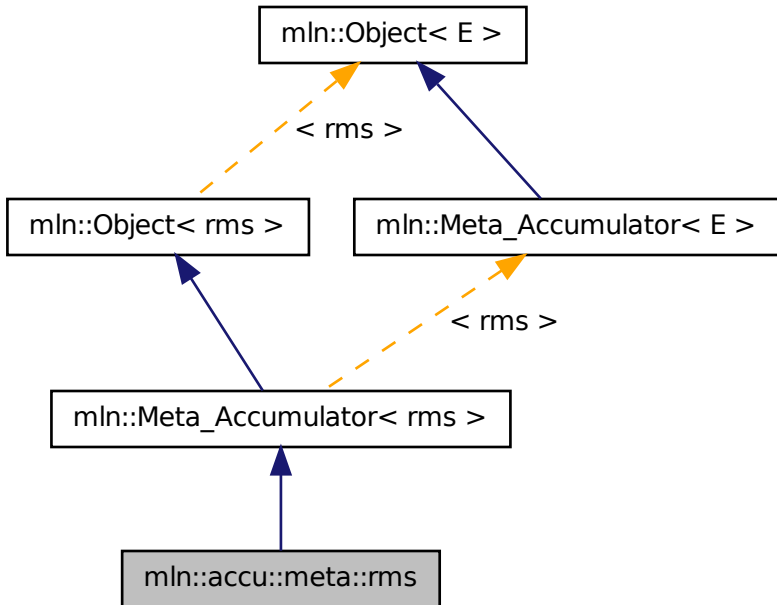 mln::Object< E >
< rms >
mln::Object< rms >
mln::Meta_Accumulator< E >
< rms >
mln::Meta_Accumulator< rms >
mln::accu::meta::rms